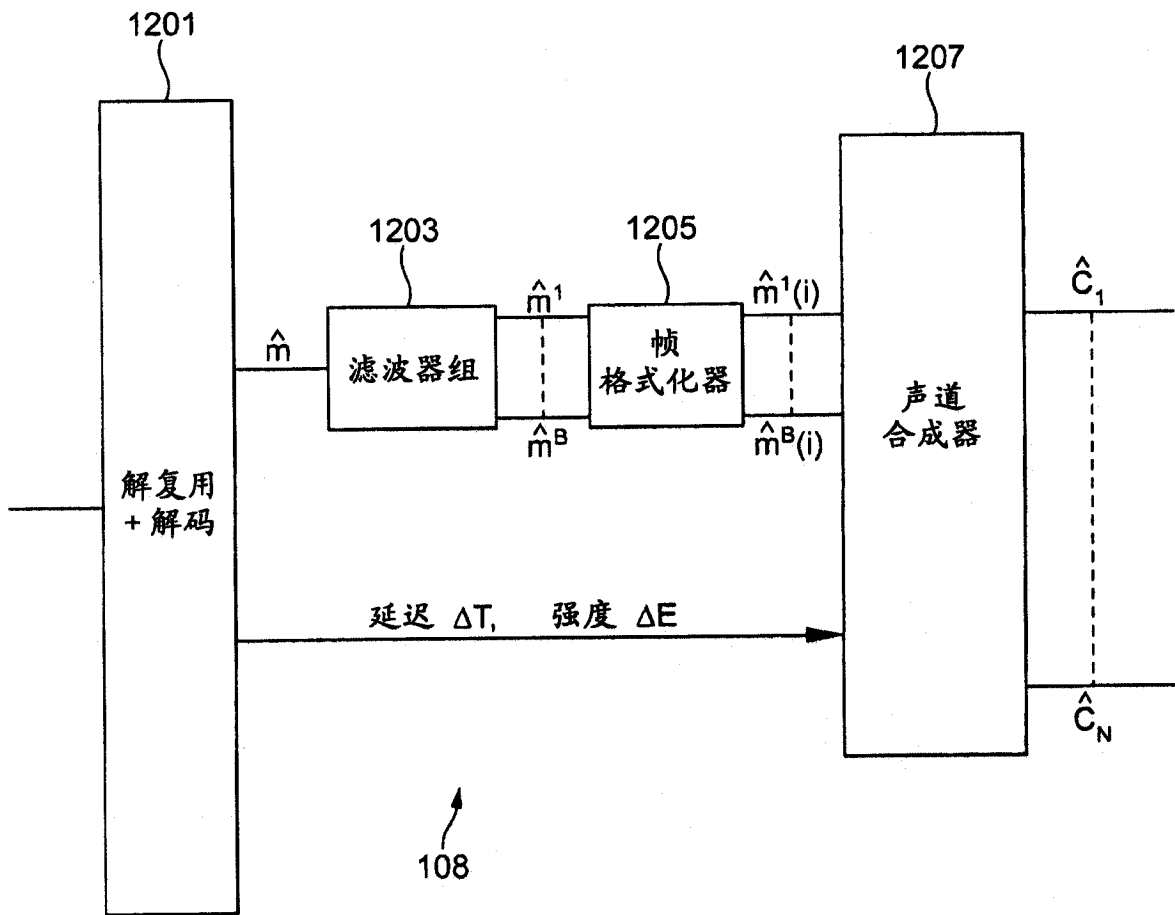 1201
1207
1203
1205
m̂
滤波器组
m̂¹
m̂ᴮ
帧
格式化器
m̂¹(i)
m̂ᴮ(i)
声道
合成器
Ĉ₁
Ĉ_N
解复用
+ 解码
延迟 ΔT, 强度 ΔE
108